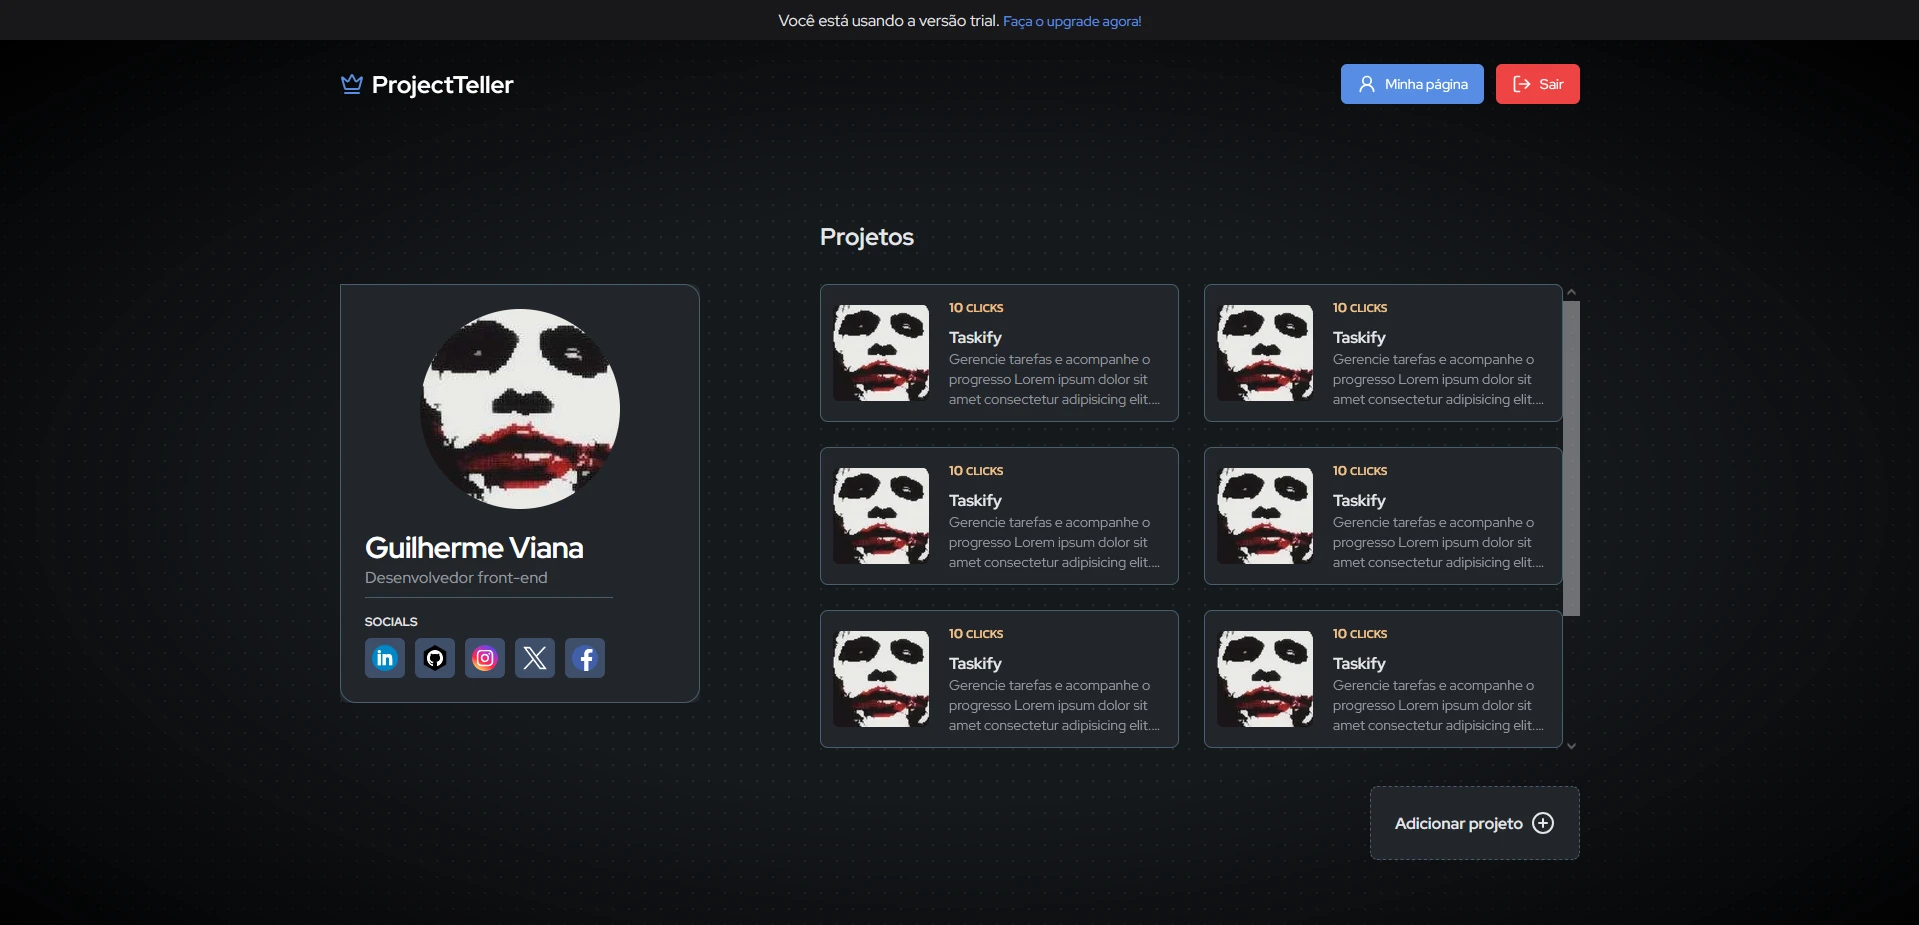 Você está usando a versão trial. Faça o upgrade agora!
ProjectTeller
Minha página
Sair
Projetos
Guilherme Viana
Desenvolvedor front-end
SOCIALS
in
10 CLICKS
Taskify
Gerencie tarefas e acompanhe o
progresso Lorem ipsum dolor sit
amet consectetur adipisicing elit....
10 CLICKS
Taskify
Gerencie tarefas e acompanhe o
progresso Lorem ipsum dolor sit
amet consectetur adipisicing elit....
10 CLICKS
Taskify
Gerencie tarefas e acompanhe o
progresso Lorem ipsum dolor sit
amet consectetur adipisicing elit....
10 CLICKS
Taskify
Gerencie tarefas e acompanhe o
progresso Lorem ipsum dolor sit
amet consectetur adipisicing elit....
10 CLICKS
Taskify
Gerencie tarefas e acompanhe o
progresso Lorem ipsum dolor sit
amet consectetur adipisicing elit....
10 CLICKS
Taskify
Gerencie tarefas e acompanhe o
progresso Lorem ipsum dolor sit
amet consectetur adipisicing elit....
Adicionar projeto